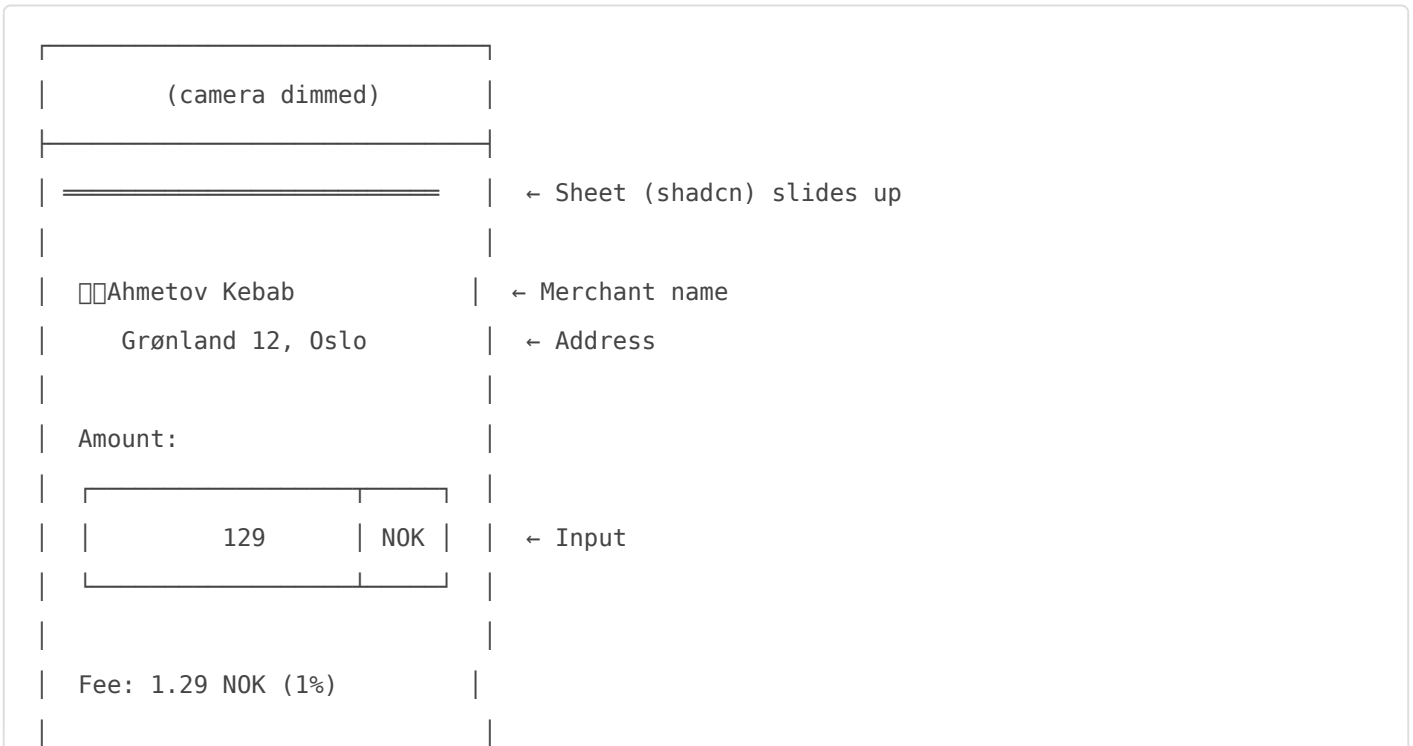 (camera dimmed)
← Sheet (shadcn) slides up
Ahmetov Kebab ← Merchant name
Grønland 12, Oslo ← Address
Amount:
129 NOK ← Input
Fee: 1.29 NOK (1%)